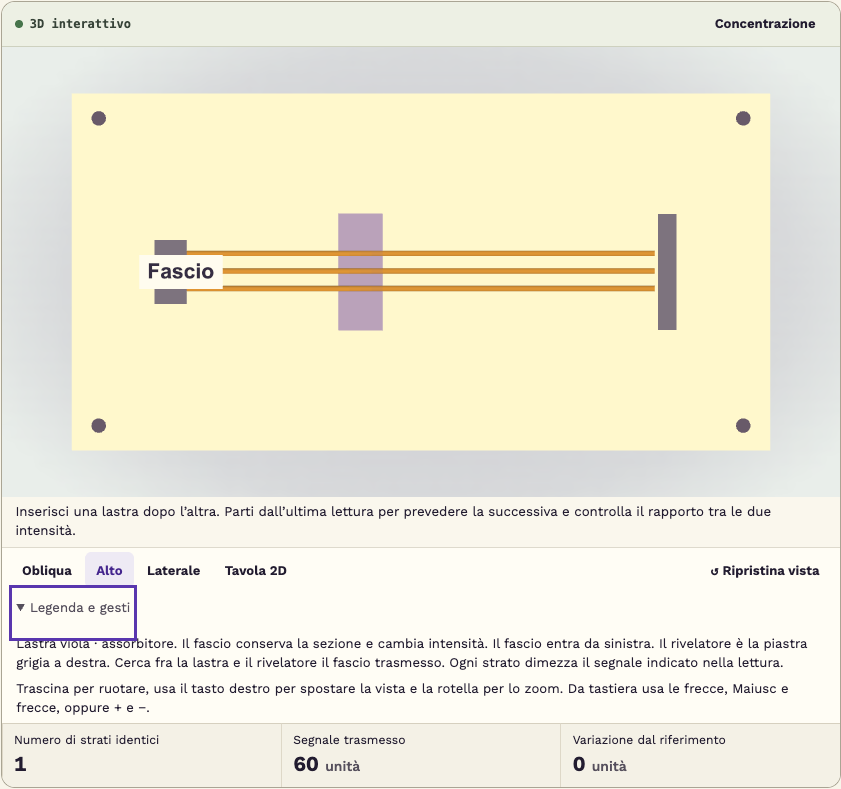 3D interattivo
Concentrazione
Fascio
Inserisci una lastra dopo l’altra. Parti dall’ultima lettura per prevedere la successiva e controlla il rapporto tra le due
intensità.
Obliqua Alto Laterale Tavola 2D ↺ Ripristina vista
▼ Legenda e gesti
Lastra viola · assorbitore. Il fascio conserva la sezione e cambia intensità. Il fascio entra da sinistra. Il rivelatore è la piastra
grigia a destra. Cerca fra la lastra e il rivelatore il fascio trasmesso. Ogni strato dimezza il segnale indicato nella lettura.
Trascina per ruotare, usa il tasto destro per spostare la vista e la rotella per lo zoom. Da tastiera usa le frecce, Maiusc e
frecce, oppure + e −.
Numero di strati identici
1
Segnale trasmesso
60 unità
Variazione dal riferimento
0 unità